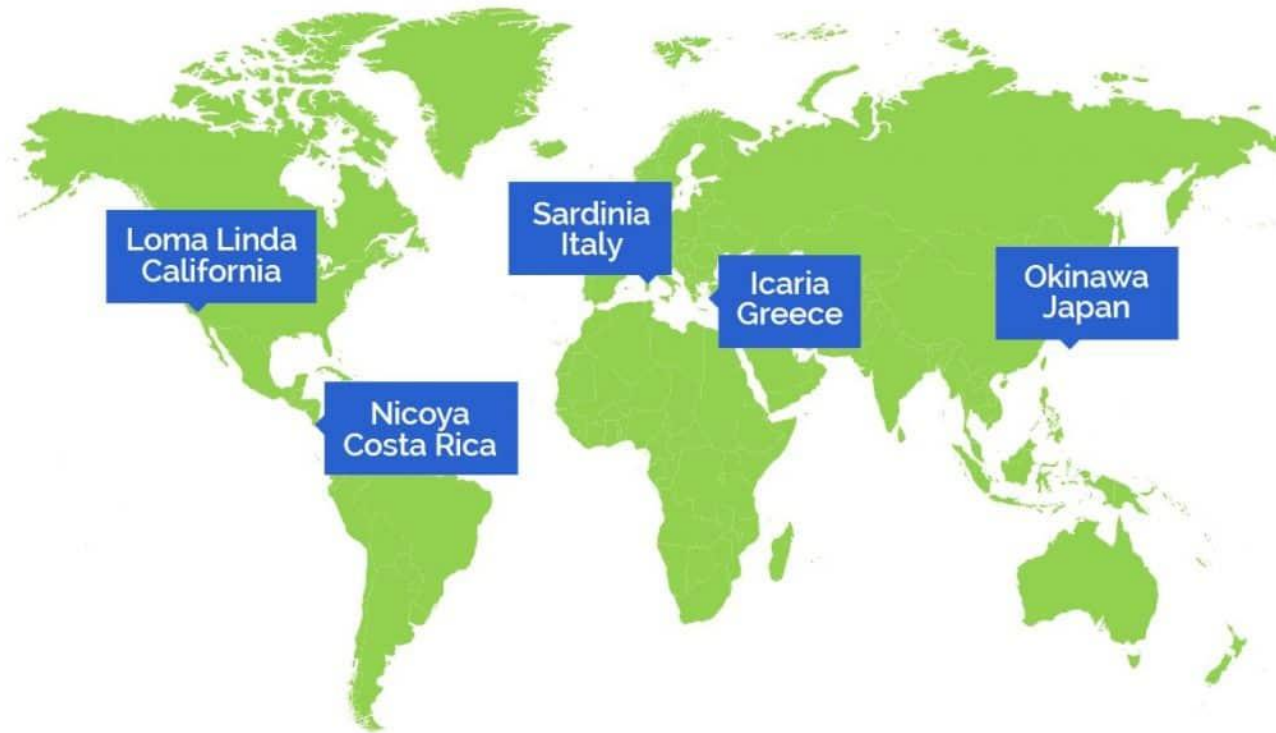 Loma Linda
California
Sardinia
Italy
Icaria
Greece
Okinawa
Japan
Nicoya
Costa Rica